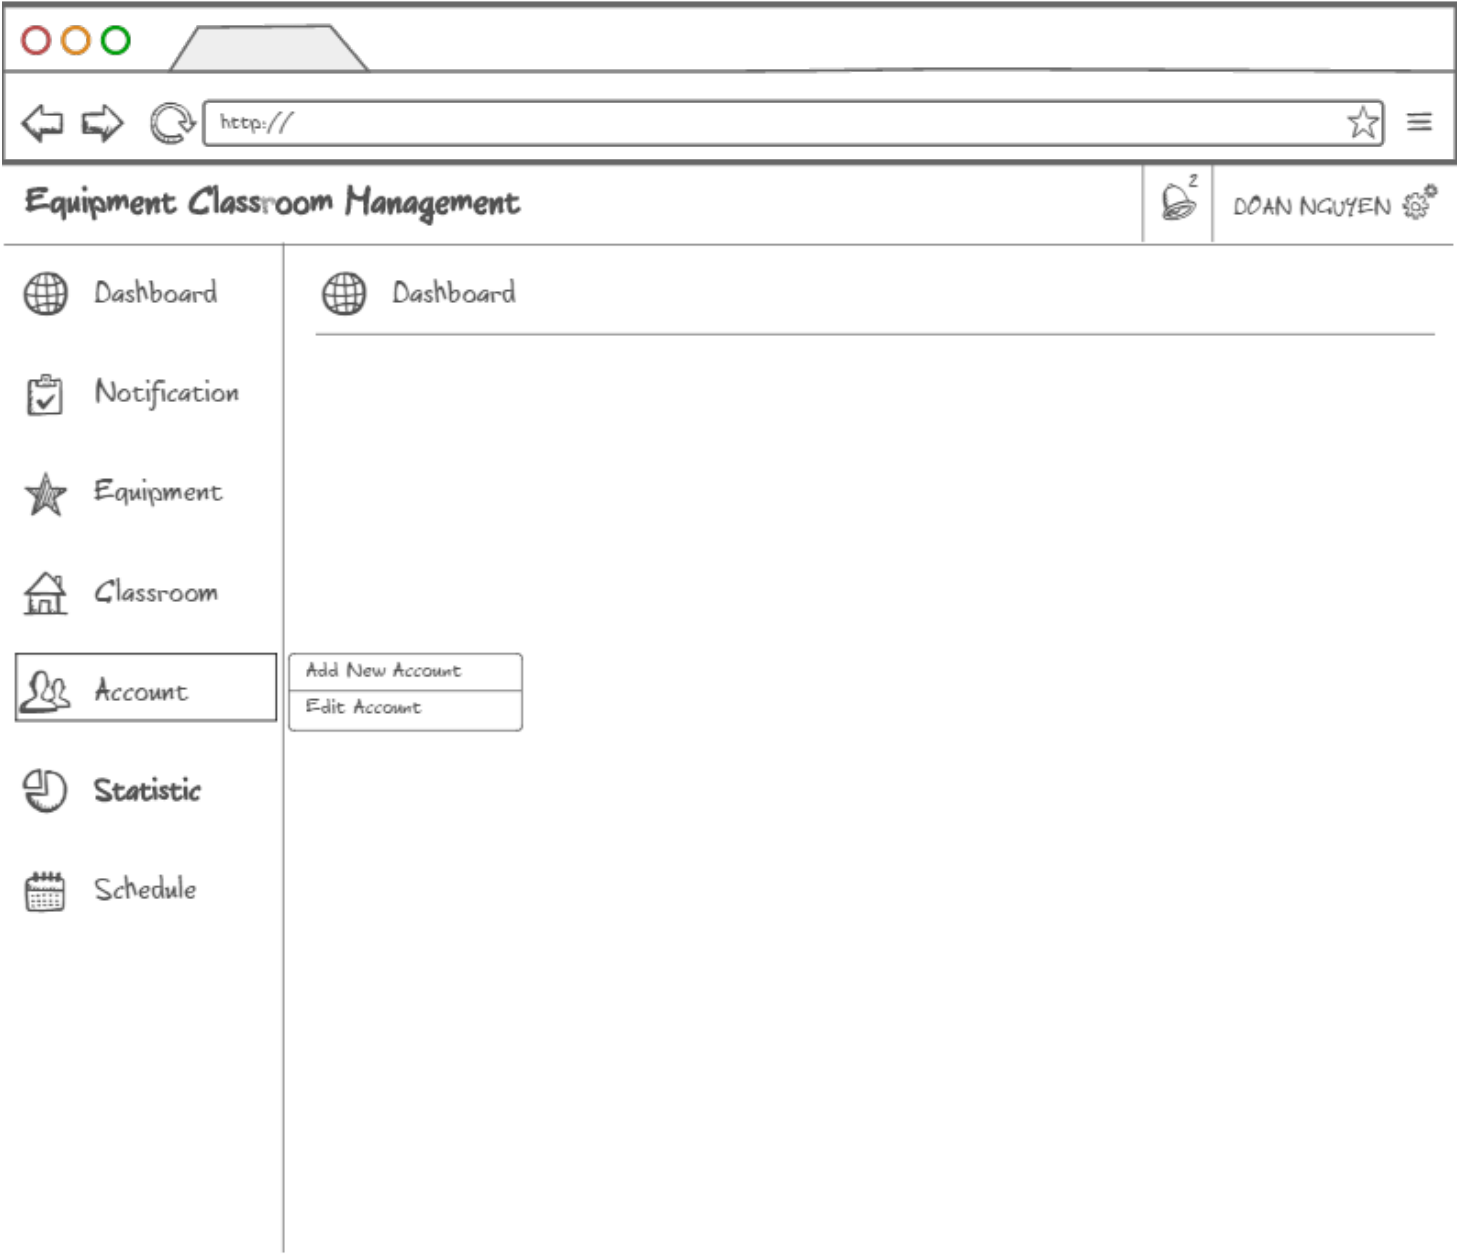 http://
Equipment Classroom Management
2
DOAN NGUYEN
Dashboard
Dashboard
Notification
Equipment
Classroom
Account
Add New Account
Edit Account
Statistic
Schedule